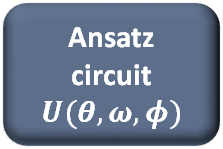 Ansatz
circuit
U(θ, ω, ϕ)